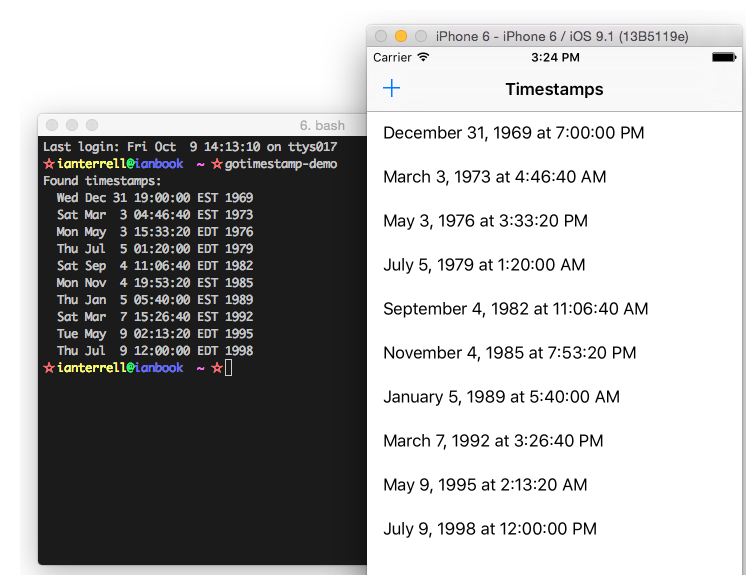 6. bash
Last login: Fri Oct  9 14:13:10 on ttys017
☆ianterrell@ianbook  ~ ☆gotimestamp-demo
Found timestamps:
  Wed Dec 31 19:00:00 EST 1969
  Sat Mar  3 04:46:40 EST 1973
  Mon May  3 15:33:20 EDT 1976
  Thu Jul  5 01:20:00 EDT 1979
  Sat Sep  4 11:06:40 EDT 1982
  Mon Nov  4 19:53:20 EST 1985
  Thu Jan  5 05:40:00 EST 1989
  Sat Mar  7 15:26:40 EST 1992
  Tue May  9 02:13:20 EDT 1995
  Thu Jul  9 12:00:00 EDT 1998
☆ianterrell@ianbook  ~ ☆
iPhone 6 - iPhone 6 / iOS 9.1 (13B5119e)
Carrier 3:24 PM
+ Timestamps
December 31, 1969 at 7:00:00 PM
March 3, 1973 at 4:46:40 AM
May 3, 1976 at 3:33:20 PM
July 5, 1979 at 1:20:00 AM
September 4, 1982 at 11:06:40 AM
November 4, 1985 at 7:53:20 PM
January 5, 1989 at 5:40:00 AM
March 7, 1992 at 3:26:40 PM
May 9, 1995 at 2:13:20 AM
July 9, 1998 at 12:00:00 PM